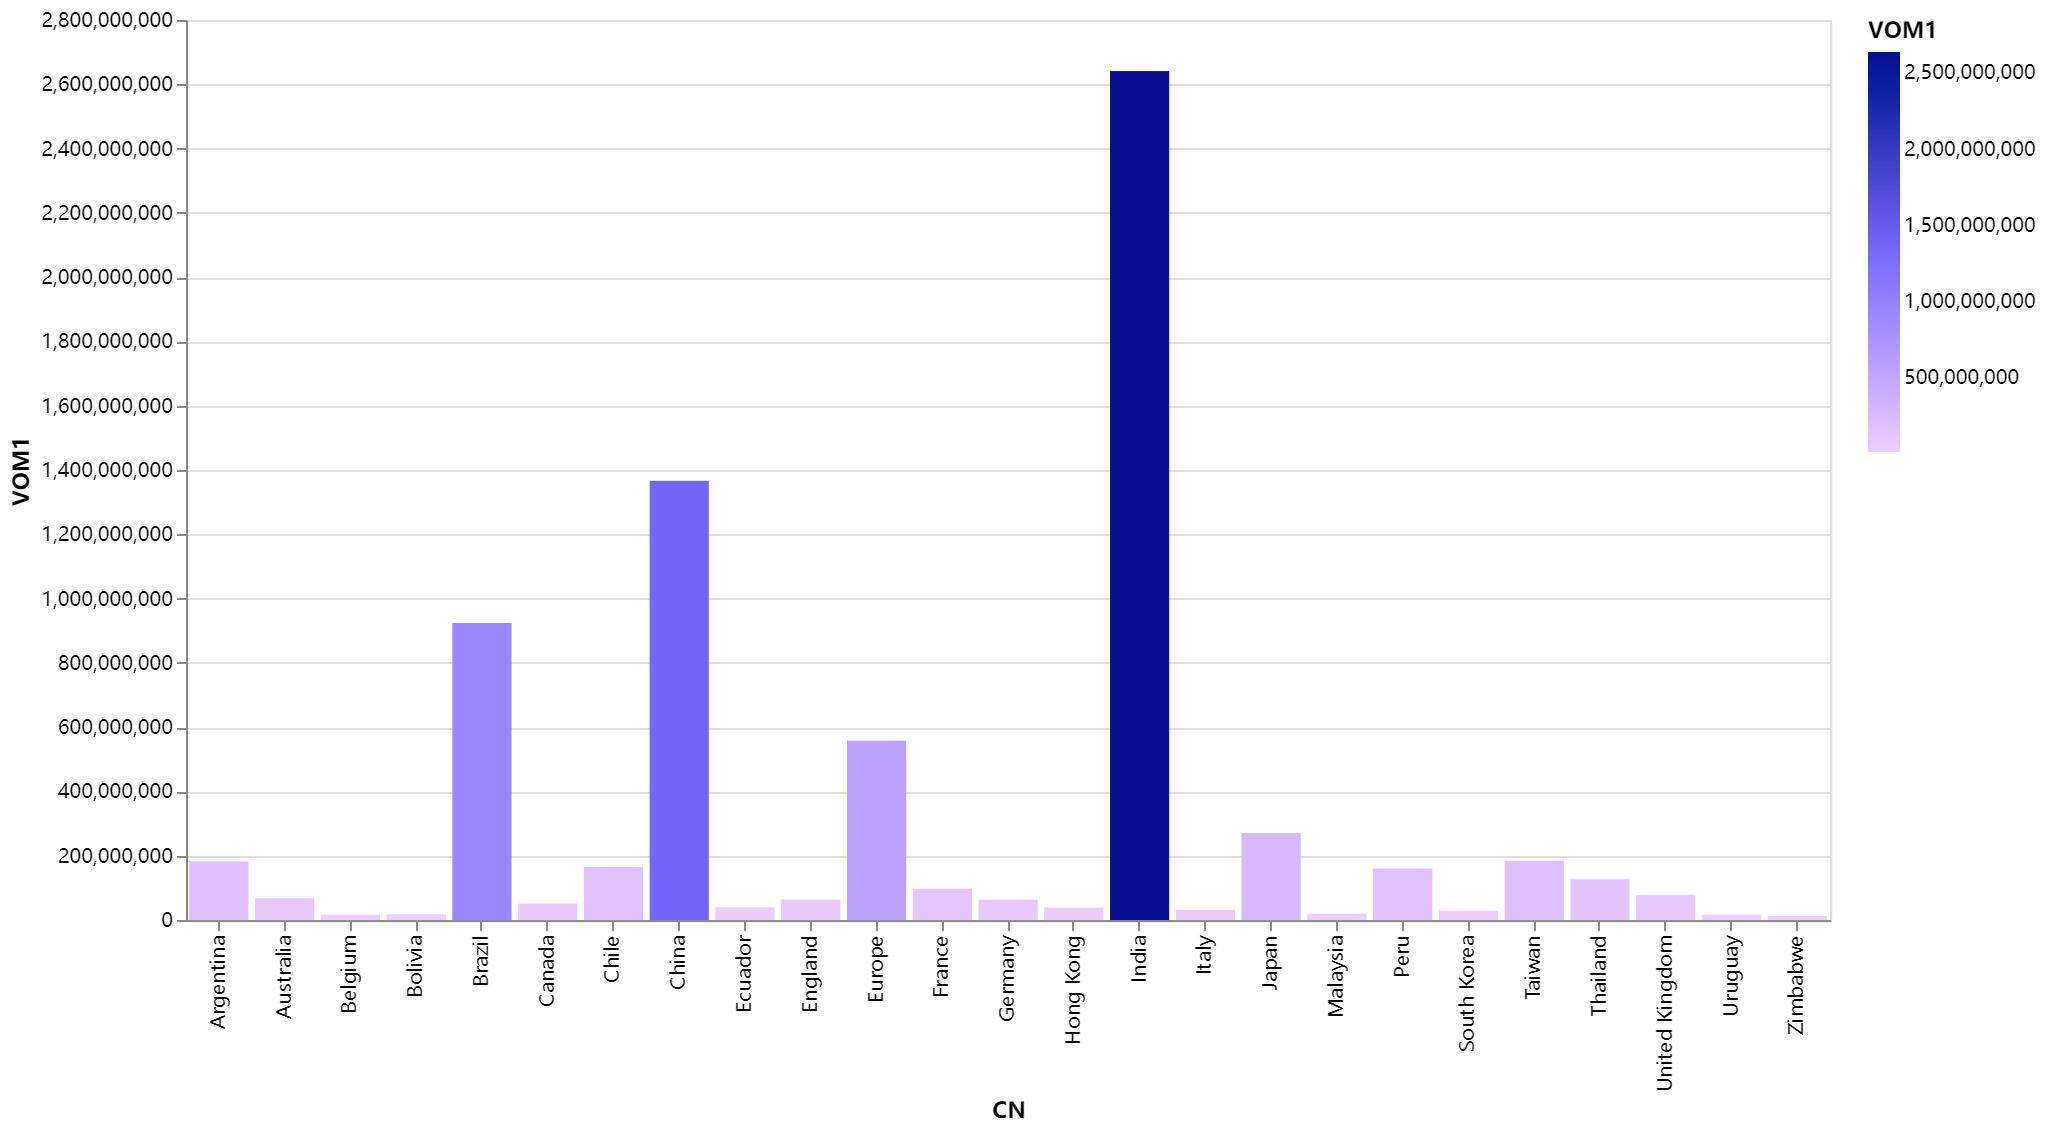 2,800,000,000
2,600,000,000
2,400,000,000
2,200,000,000
2,000,000,000
1,800,000,000
1,600,000,000
1,400,000,000
1,200,000,000
1,000,000,000
800,000,000
600,000,000
400,000,000
200,000,000
0
VOM1
Argentina
Australia
Belgium
Bolivia
Brazil
Canada
Chile
China
Ecuador
England
Europe
France
Germany
Hong Kong
India
Italy
Japan
Malaysia
Peru
South Korea
Taiwan
Thailand
United Kingdom
Uruguay
Zimbabwe
CN
VOM1
2,500,000,000
2,000,000,000
1,500,000,000
1,000,000,000
500,000,000